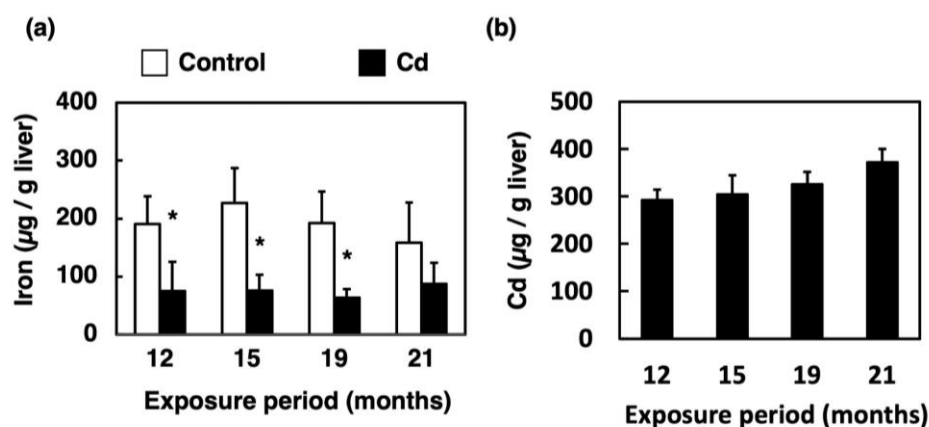 (a)
Control Cd
Iron (µg / g liver)
400
300
200
100
0
*
*
*
12 15 19 21
Exposure period (months)
(b)
Cd (µg / g liver)
500
400
300
200
100
0
12 15 19 21
Exposure period (months)